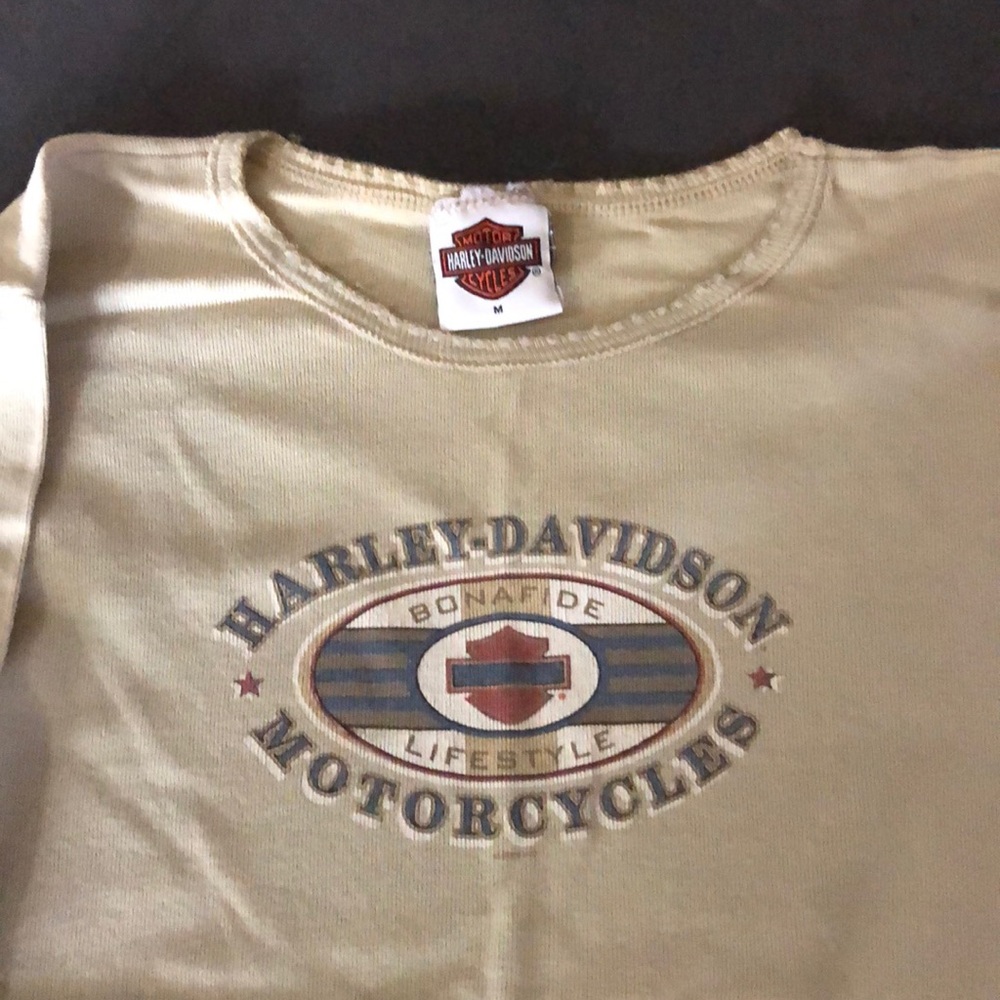 MOTOR
HARLEY-DAVIDSON
CYCLES
®
M
HARLEY-DAVIDSON
BONAFIDE
LIFESTYLE
MOTORCYCLES